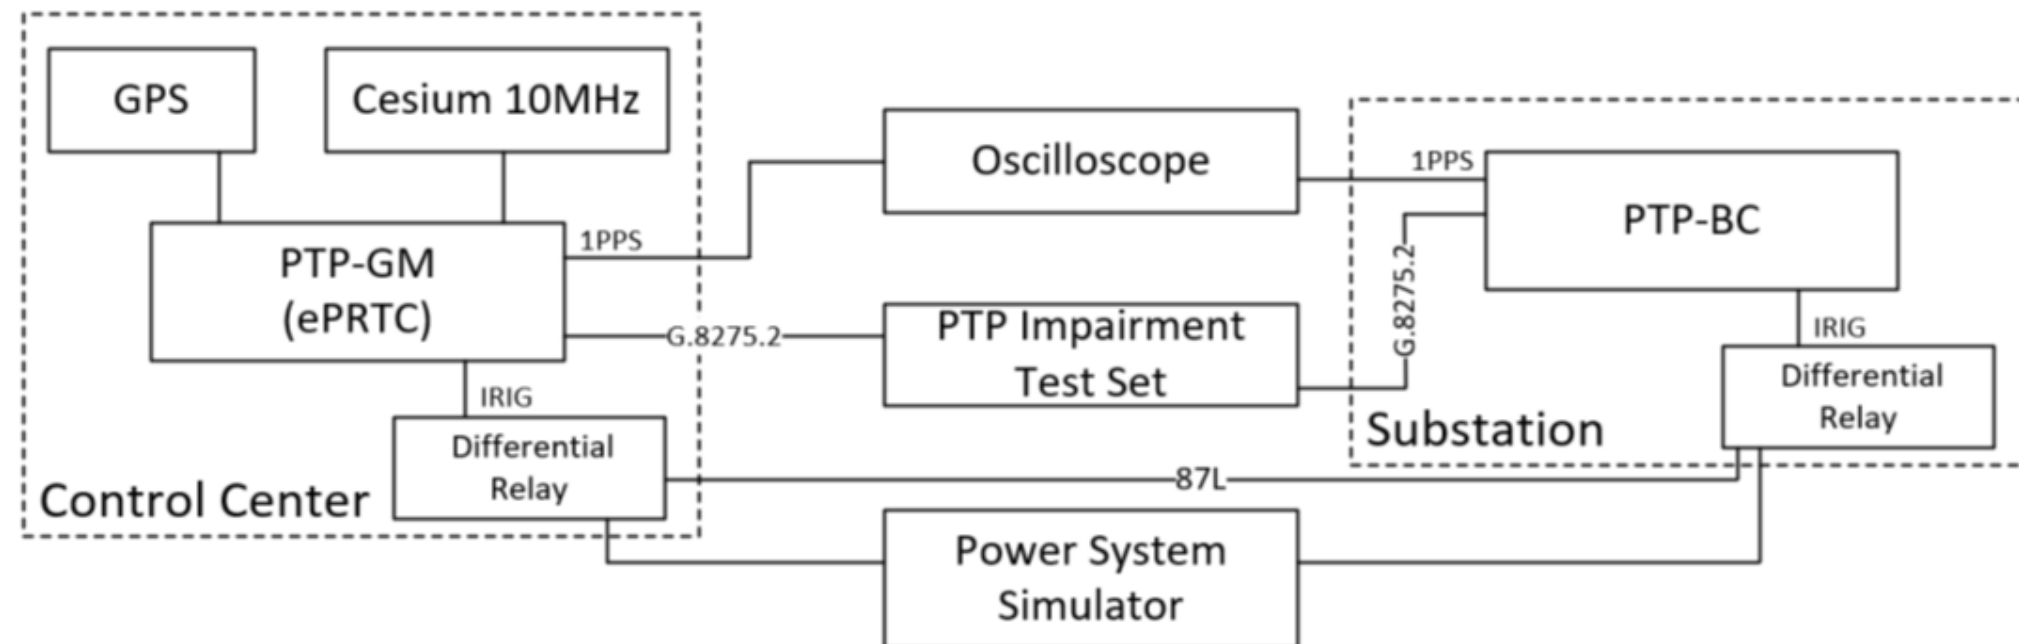 GPS
Cesium 10MHz
PTP-GM
(ePRTC)
1PPS
G.8275.2
IRIG
Differential
Relay
Control Center
Oscilloscope
PTP Impairment
Test Set
87L
Power System
Simulator
1PPS
PTP-BC
G.8275.2
IRIG
Differential
Relay
Substation